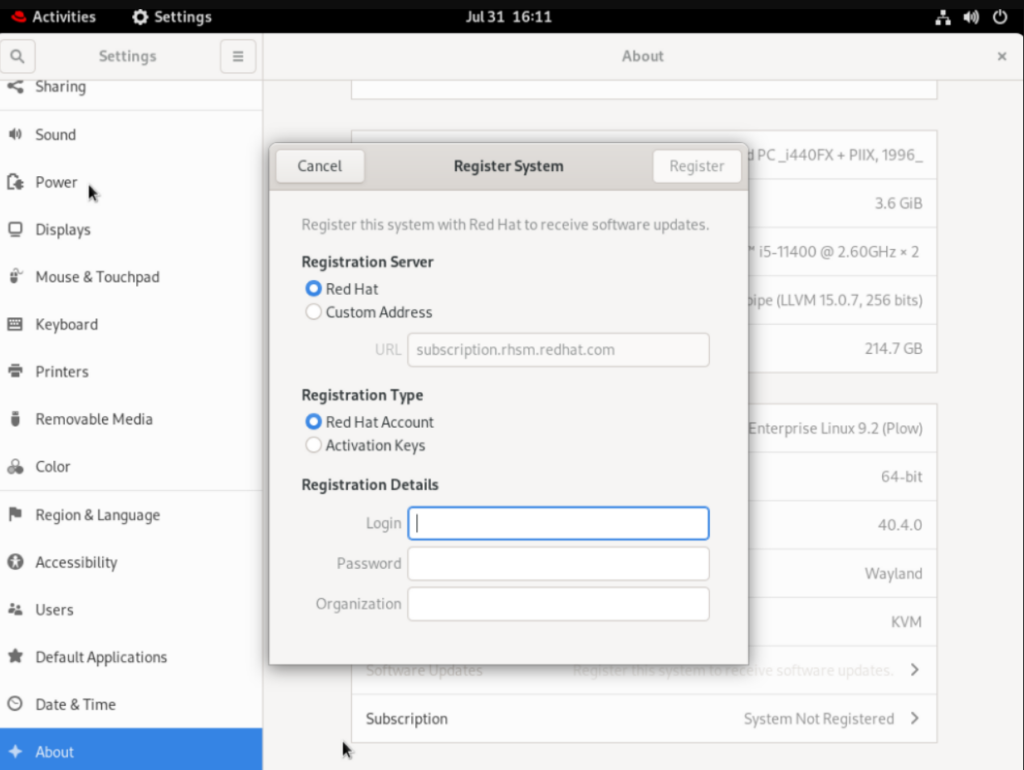 Activities Settings Jul 31 16:11
Settings About
Sharing
Sound
Power
Displays
Mouse & Touchpad
Keyboard
Printers
Removable Media
Color
Region & Language
Accessibility
Users
Default Applications
Date & Time
About
Cancel Register System Register
Register this system with Red Hat to receive software updates.
Registration Server
Red Hat
Custom Address
URL subscription.rhsm.redhat.com
Registration Type
Red Hat Account
Activation Keys
Registration Details
Login
Password
Organization
PC_i440FX + PIIX, 1996_
3.6 GiB
i5-11400 @ 2.60GHz × 2
(LLVM 15.0.7, 256 bits)
214.7 GB
Enterprise Linux 9.2 (Plow)
64-bit
40.4.0
Wayland
KVM
Software Updates Register this system to receive software updates.
Subscription System Not Registered